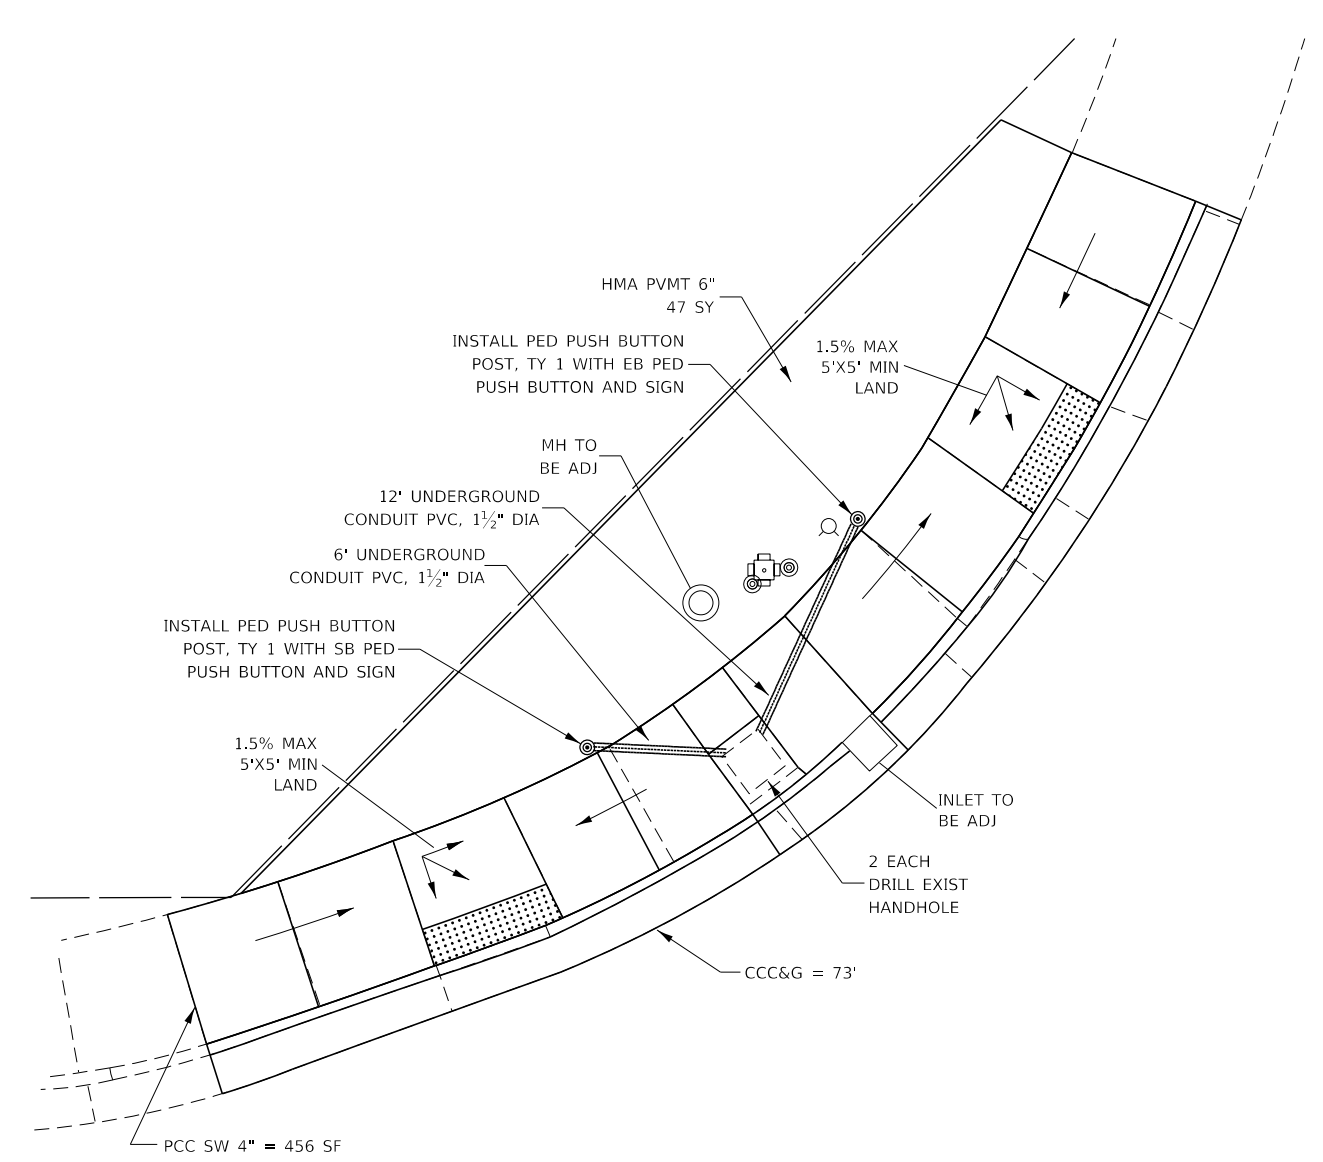 HMA PVMT 6"
47 SY
INSTALL PED PUSH BUTTON
POST, TY 1 WITH EB PED
PUSH BUTTON AND SIGN
1.5% MAX
5'X5' MIN
LAND
MH TO
BE ADJ
12' UNDERGROUND
CONDUIT PVC, 1½" DIA
6' UNDERGROUND
CONDUIT PVC, 1½" DIA
INSTALL PED PUSH BUTTON
POST, TY 1 WITH SB PED
PUSH BUTTON AND SIGN
1.5% MAX
5'X5' MIN
LAND
INLET TO
BE ADJ
2 EACH
DRILL EXIST
HANDHOLE
CCC&G = 73'
PCC SW 4" = 456 SF